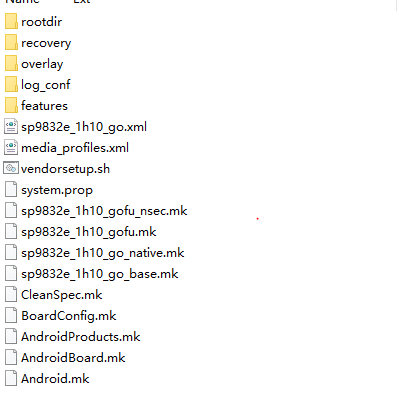 Name Ext
rootdir
recovery
overlay
log_conf
features
sp9832e_1h10_go.xml
media_profiles.xml
vendorsetup.sh
system.prop
sp9832e_1h10_gofu_nsec.mk
sp9832e_1h10_gofu.mk
sp9832e_1h10_go_native.mk
sp9832e_1h10_go_base.mk
CleanSpec.mk
BoardConfig.mk
AndroidProducts.mk
AndroidBoard.mk
Android.mk